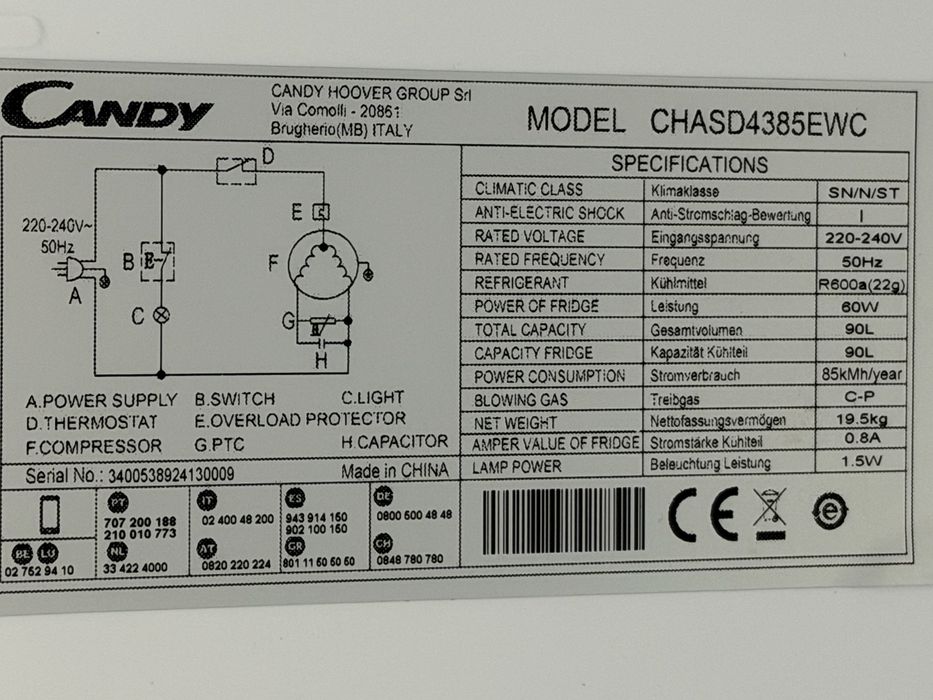 CANDY
CANDY HOOVER GROUP Srl
Via Comolli - 20861
Brugherio(MB) ITALY
MODEL CHASD4385EWC
220-240V~
50Hz
A
B
C
D
E
F
G
H
A.POWER SUPPLY B.SWITCH C.LIGHT
D.THERMOSTAT E.OVERLOAD PROTECTOR
F.COMPRESSOR G.PTC H.CAPACITOR
Serial No.: 3400538924130009 Made in CHINA
SPECIFICATIONS
CLIMATIC CLASS Klimaklasse SN/N/ST
ANTI-ELECTRIC SHOCK Anti-Stromschlag-Bewertung I
RATED VOLTAGE Eingangsspannung 220-240V
RATED FREQUENCY Frequenz 50Hz
REFRIGERANT Kühlmittel R600a(22g)
POWER OF FRIDGE Leistung 60W
TOTAL CAPACITY Gesamtvolumen 90L
CAPACITY FRIDGE Kapazität Kühlteil 90L
POWER CONSUMPTION Stromverbrauch 85kMh/year
BLOWING GAS Treibgas C-P
NET WEIGHT Nettofassungsvermögen 19.5kg
AMPER VALUE OF FRIDGE Stromstärke Kühlteil 0.8A
LAMP POWER Beleuchtung Leistung 1.5W
PT
707 200 188
210 010 773
IT
02 400 48 200
ES
943 914 160
902 100 150
DE
0800 500 48 48
BE LU
02 752 94 10
NL
33 422 4000
AT
0820 220 224
GR
801 11 50 50 50
CH
0848 780 780
CE
e